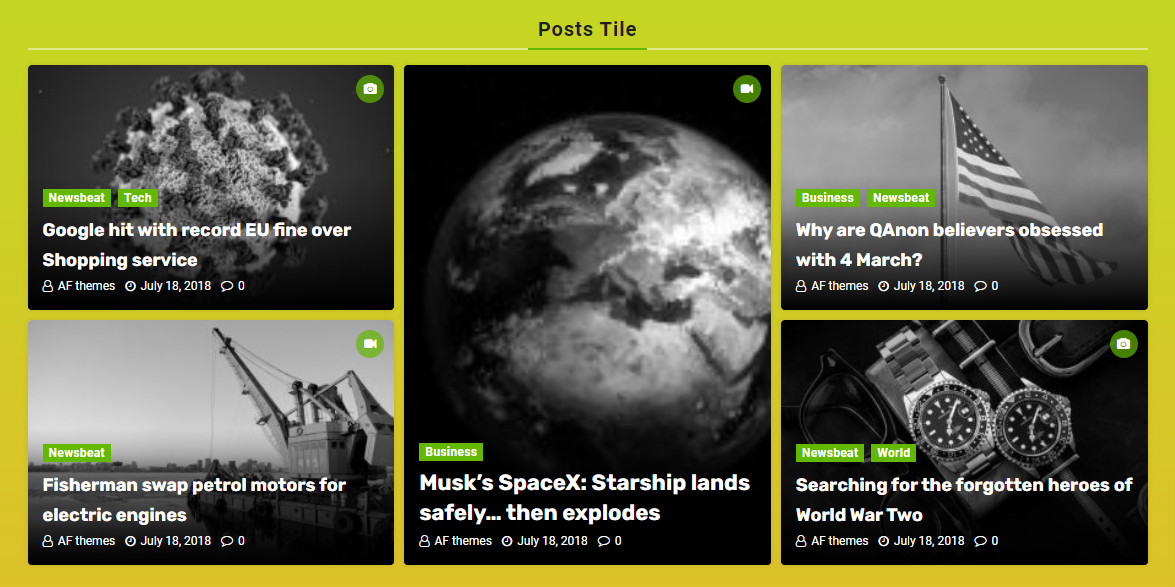 Posts Tile
Newsbeat Tech
Google hit with record EU fine over
Shopping service
AF themes July 18, 2018 0
Newsbeat
Fisherman swap petrol motors for
electric engines
AF themes July 18, 2018 0
Business
Musk’s SpaceX: Starship lands
safely… then explodes
AF themes July 18, 2018 0
Business Newsbeat
Why are QAnon believers obsessed
with 4 March?
AF themes July 18, 2018 0
Newsbeat World
Searching for the forgotten heroes of
World War Two
AF themes July 18, 2018 0